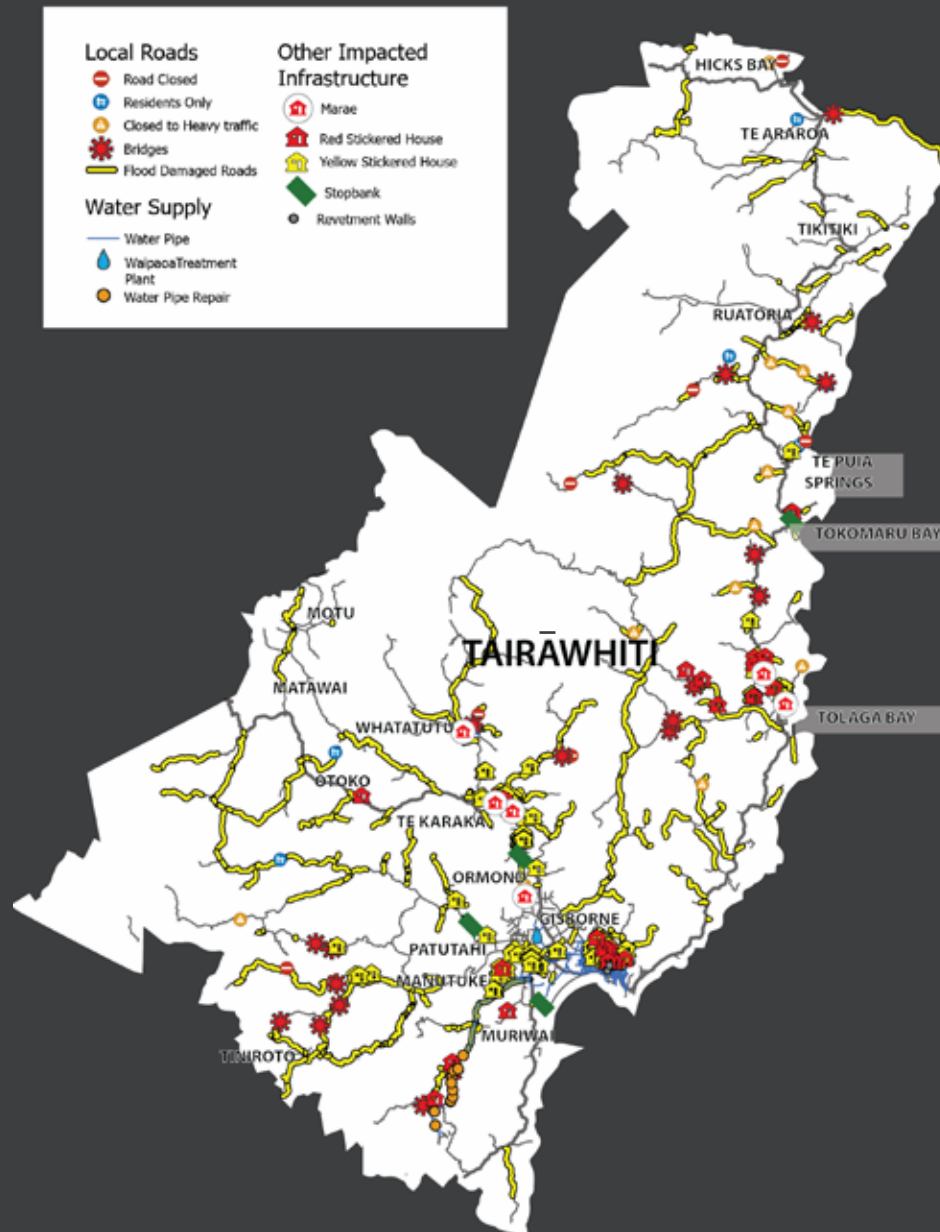 Local Roads
Road Closed
Residents Only
Closed to Heavy traffic
Bridges
Flood Damaged Roads
Water Supply
Water Pipe
WaipaoaTreatment
Plant
Water Pipe Repair
Other Impacted
Infrastructure
Marae
Red Stickered House
Yellow Stickered House
Stopbank
Revetment Walls
HICKS BAY
TE ARAROA
TIKITIKI
RUATORIA
TE PUIA
SPRINGS
TOKOMARU BAY
MOTU
TAIRĀWHITI
MATAWAI
TOLAGA BAY
WHATATUTU
OTOKO
TE KARAKA
ORMOND
GISBORNE
PATUTAHI
MANUTUKE
MURIWAI
TINIROTO